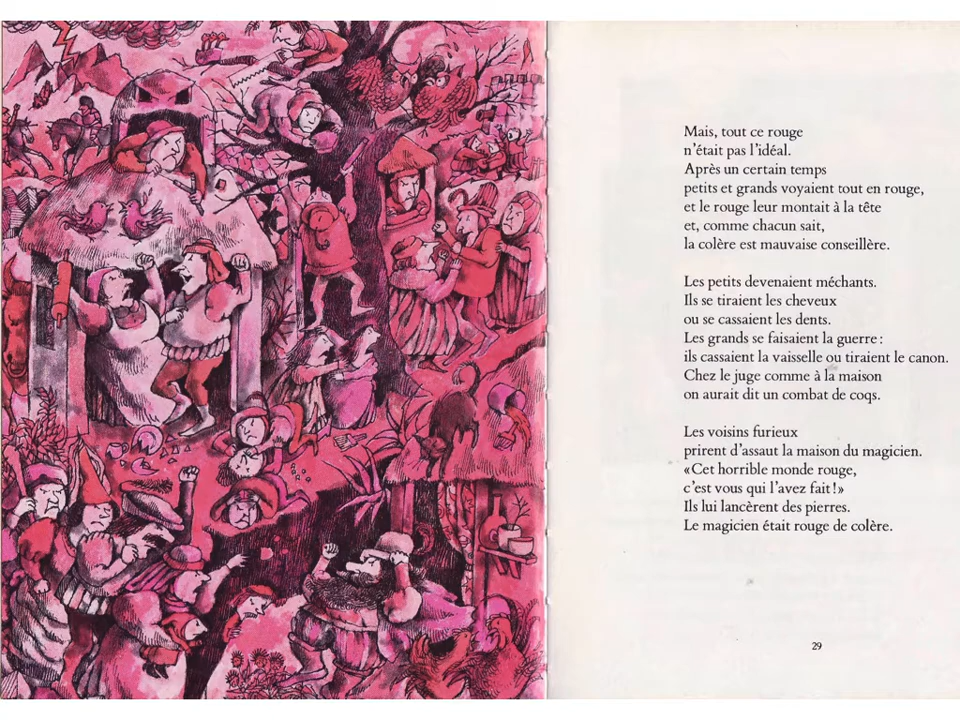 Mais, tout ce rouge
n'était pas l'idéal.
Après un certain temps
petits et grands voyaient tout en rouge,
et le rouge leur montait à la tête
et, comme chacun sait,
la colère est mauvaise conseillère.
Les petits devenaient méchants.
Ils se tiraient les cheveux
ou se cassaient les dents.
Les grands se faisaient la guerre :
ils cassaient la vaisselle ou tiraient le canon.
Chez le juge comme à la maison
on aurait dit un combat de coqs.
Les voisins furieux
prirent d'assaut la maison du magicien.
«Cet horrible monde rouge,
c'est vous qui l'avez fait!»
Ils lui lancèrent des pierres.
Le magicien était rouge de colère.
29